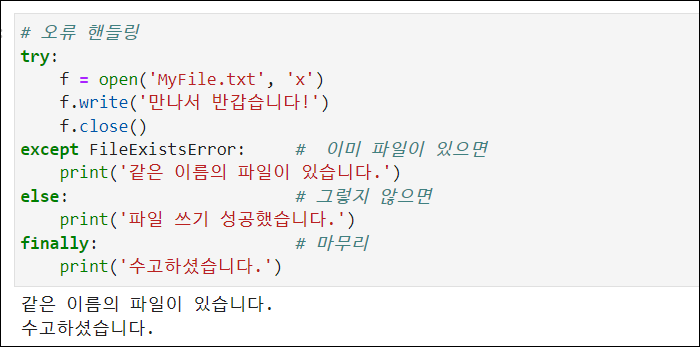 # 오류 핸들링
try:
    f = open('MyFile.txt', 'x')
    f.write('만나서 반갑습니다!')
    f.close()
except FileExistsError:     #  이미 파일이 있으면
    print('같은 이름의 파일이 있습니다.')
else:                       # 그렇지 않으면
    print('파일 쓰기 성공했습니다.')
finally:                    # 마무리
    print('수고하셨습니다.')
같은 이름의 파일이 있습니다.
수고하셨습니다.